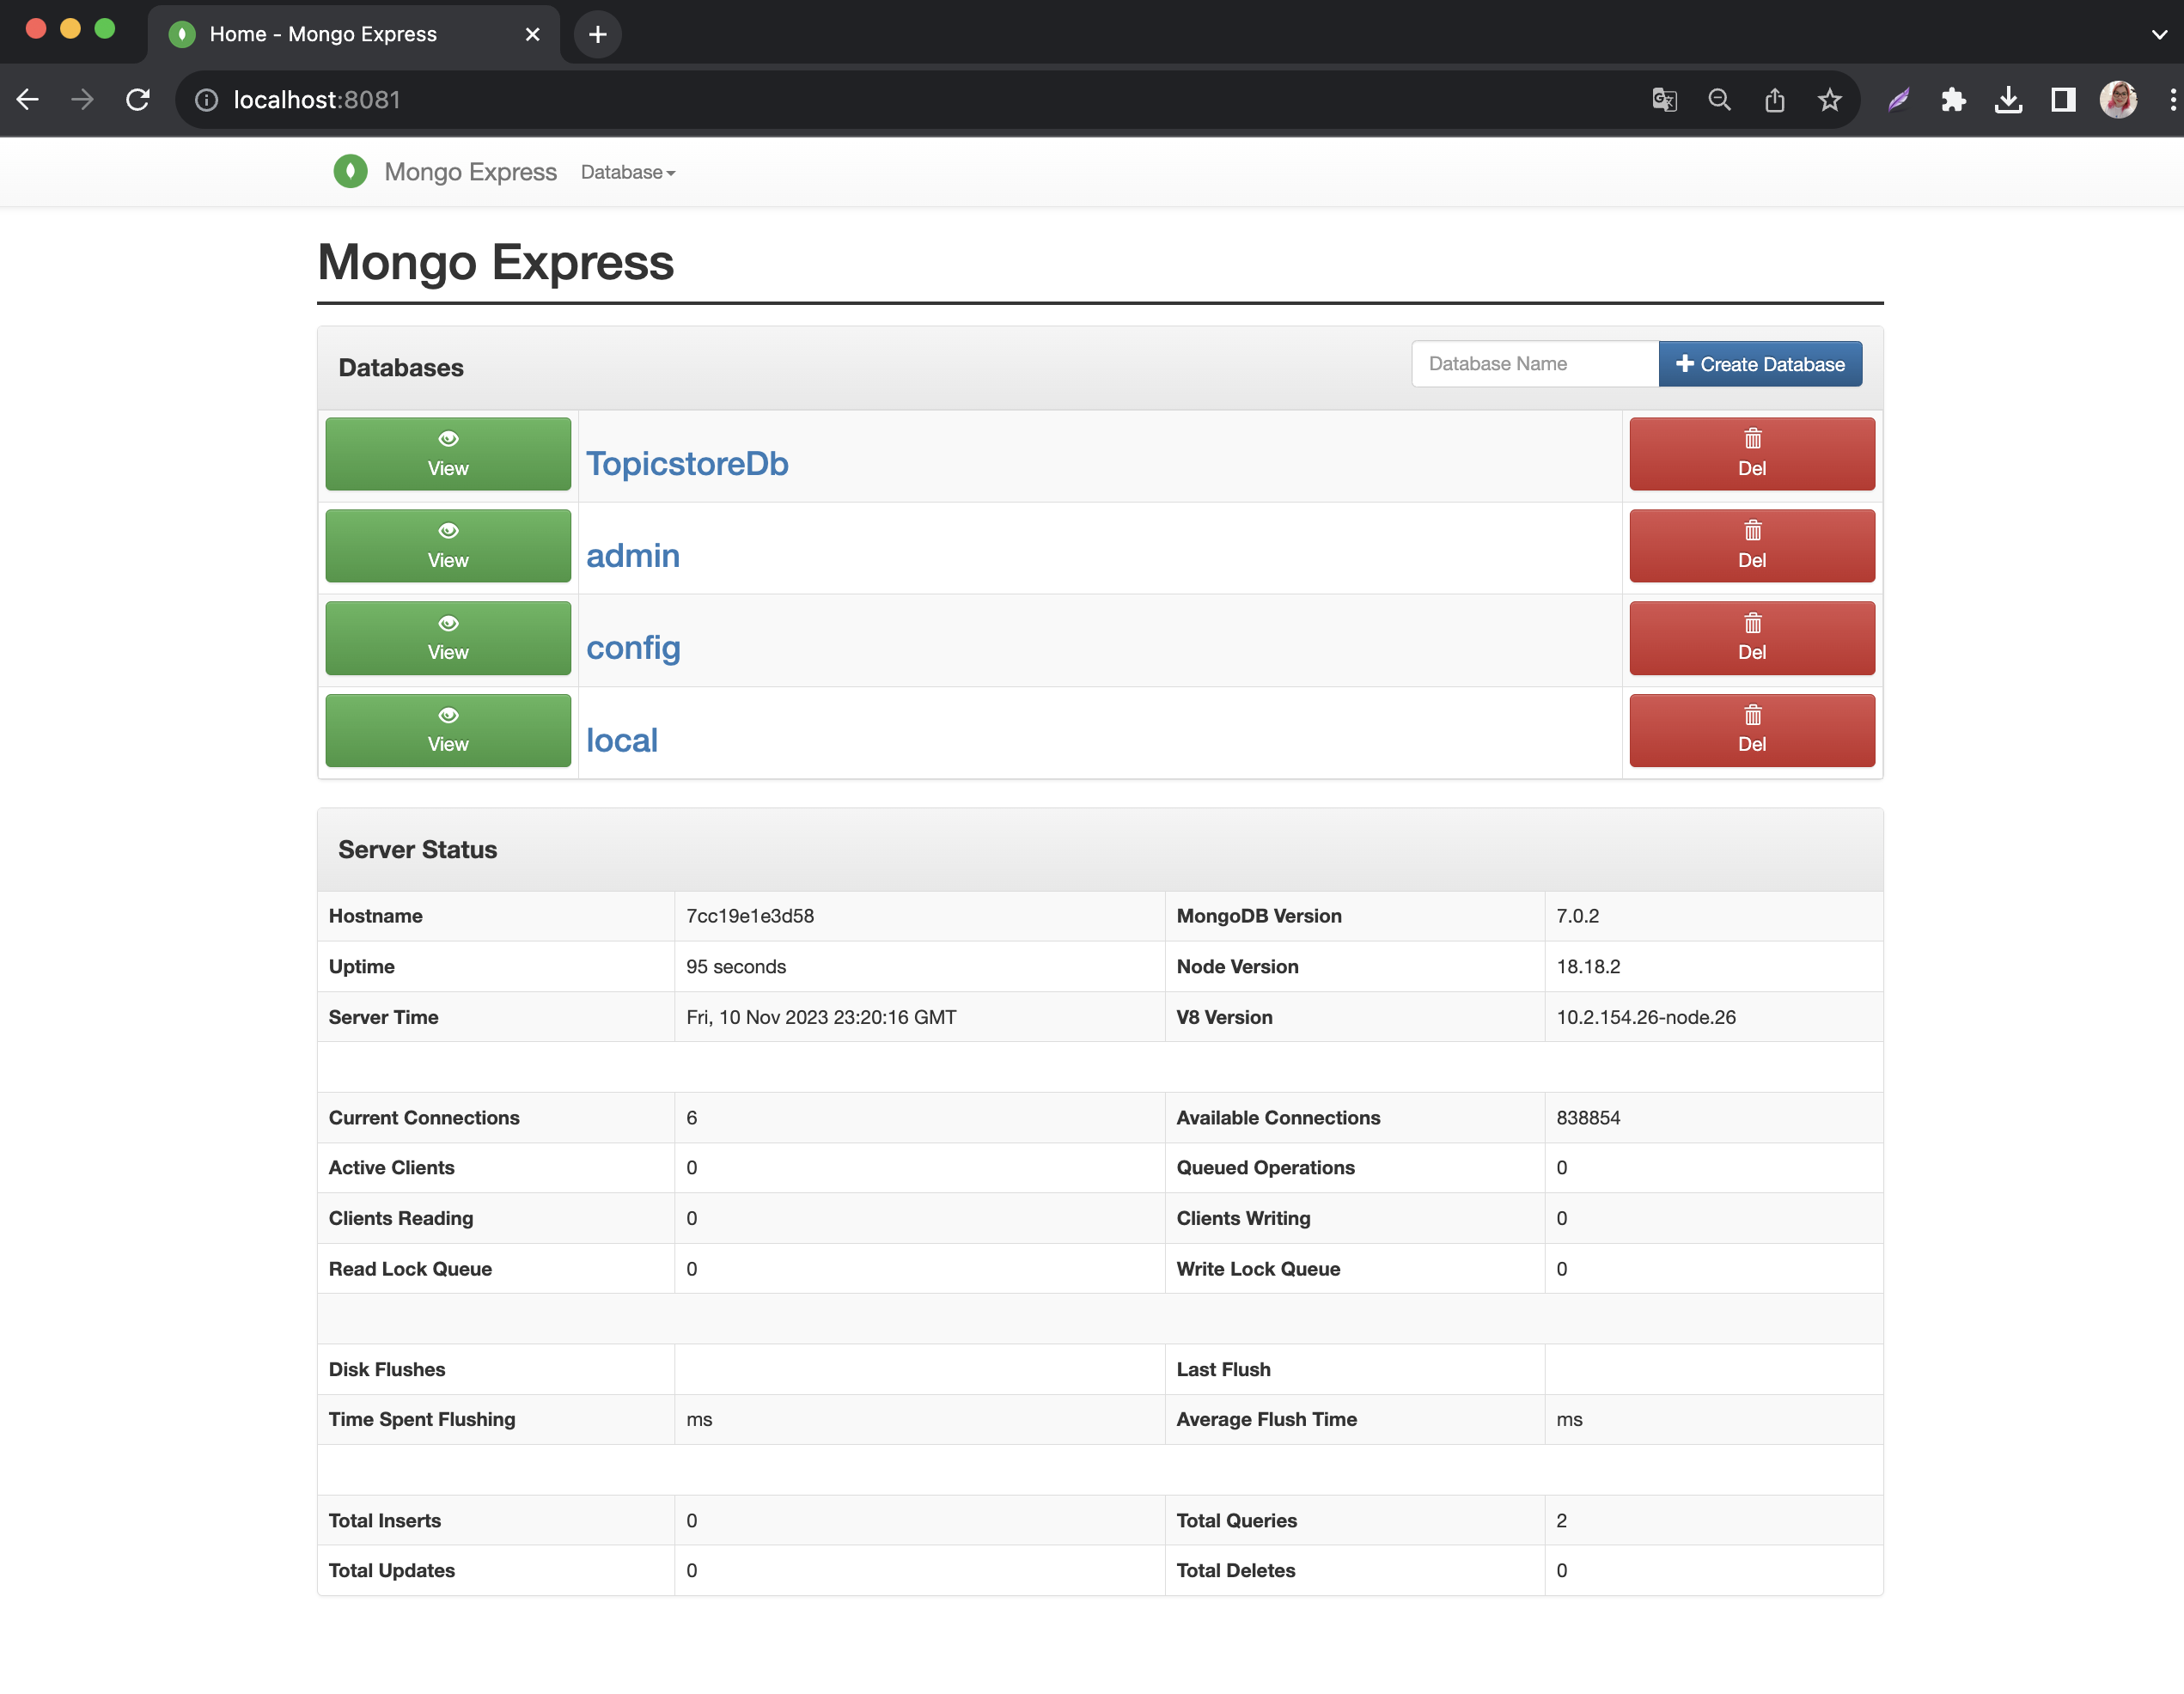 Home - Mongo Express
localhost:8081
Mongo Express Database
Mongo Express
Databases Database Name Create Database
View TopicstoreDb Del
View admin Del
View config Del
View local Del
Server Status
Hostname 7cc19e1e3d58 MongoDB Version 7.0.2
Uptime 95 seconds Node Version 18.18.2
Server Time Fri, 10 Nov 2023 23:20:16 GMT V8 Version 10.2.154.26-node.26
Current Connections 6 Available Connections 838854
Active Clients 0 Queued Operations 0
Clients Reading 0 Clients Writing 0
Read Lock Queue 0 Write Lock Queue 0
Disk Flushes Last Flush
Time Spent Flushing ms Average Flush Time ms
Total Inserts 0 Total Queries 2
Total Updates 0 Total Deletes 0